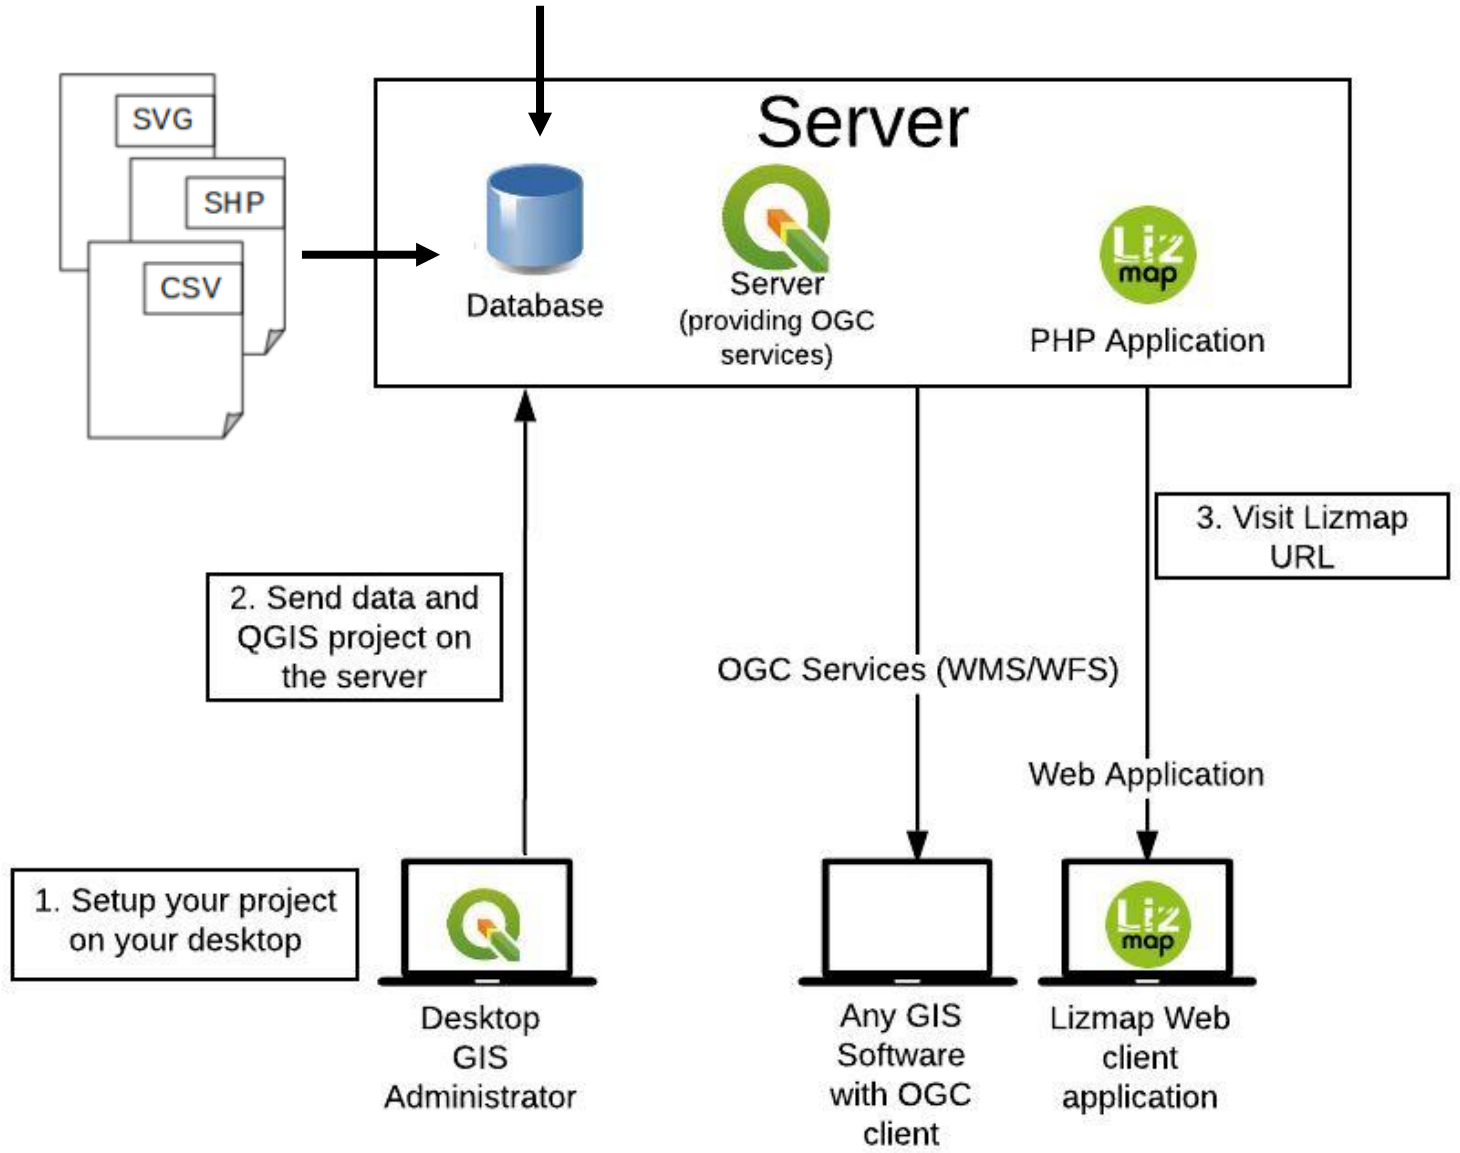 Server
SVG
SHP
CSV
Database
Server
(providing OGC
services)
Liz
map
PHP Application
3. Visit Lizmap
URL
2. Send data and
QGIS project on
the server
OGC Services (WMS/WFS)
Web Application
1. Setup your project
on your desktop
Liz
map
Desktop
GIS
Administrator
Any GIS
Software
with OGC
client
Lizmap Web
client
application